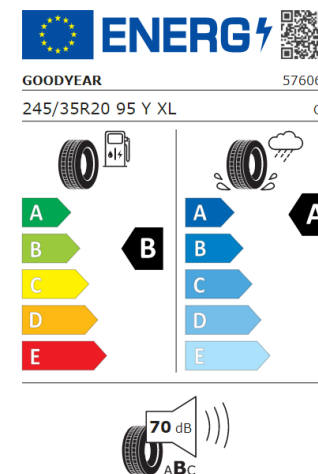 ENERG
GOODYEAR 57606
245/35R20 95 Y XL
A A
B B B
C C
D D
E E
70 dB
ABC